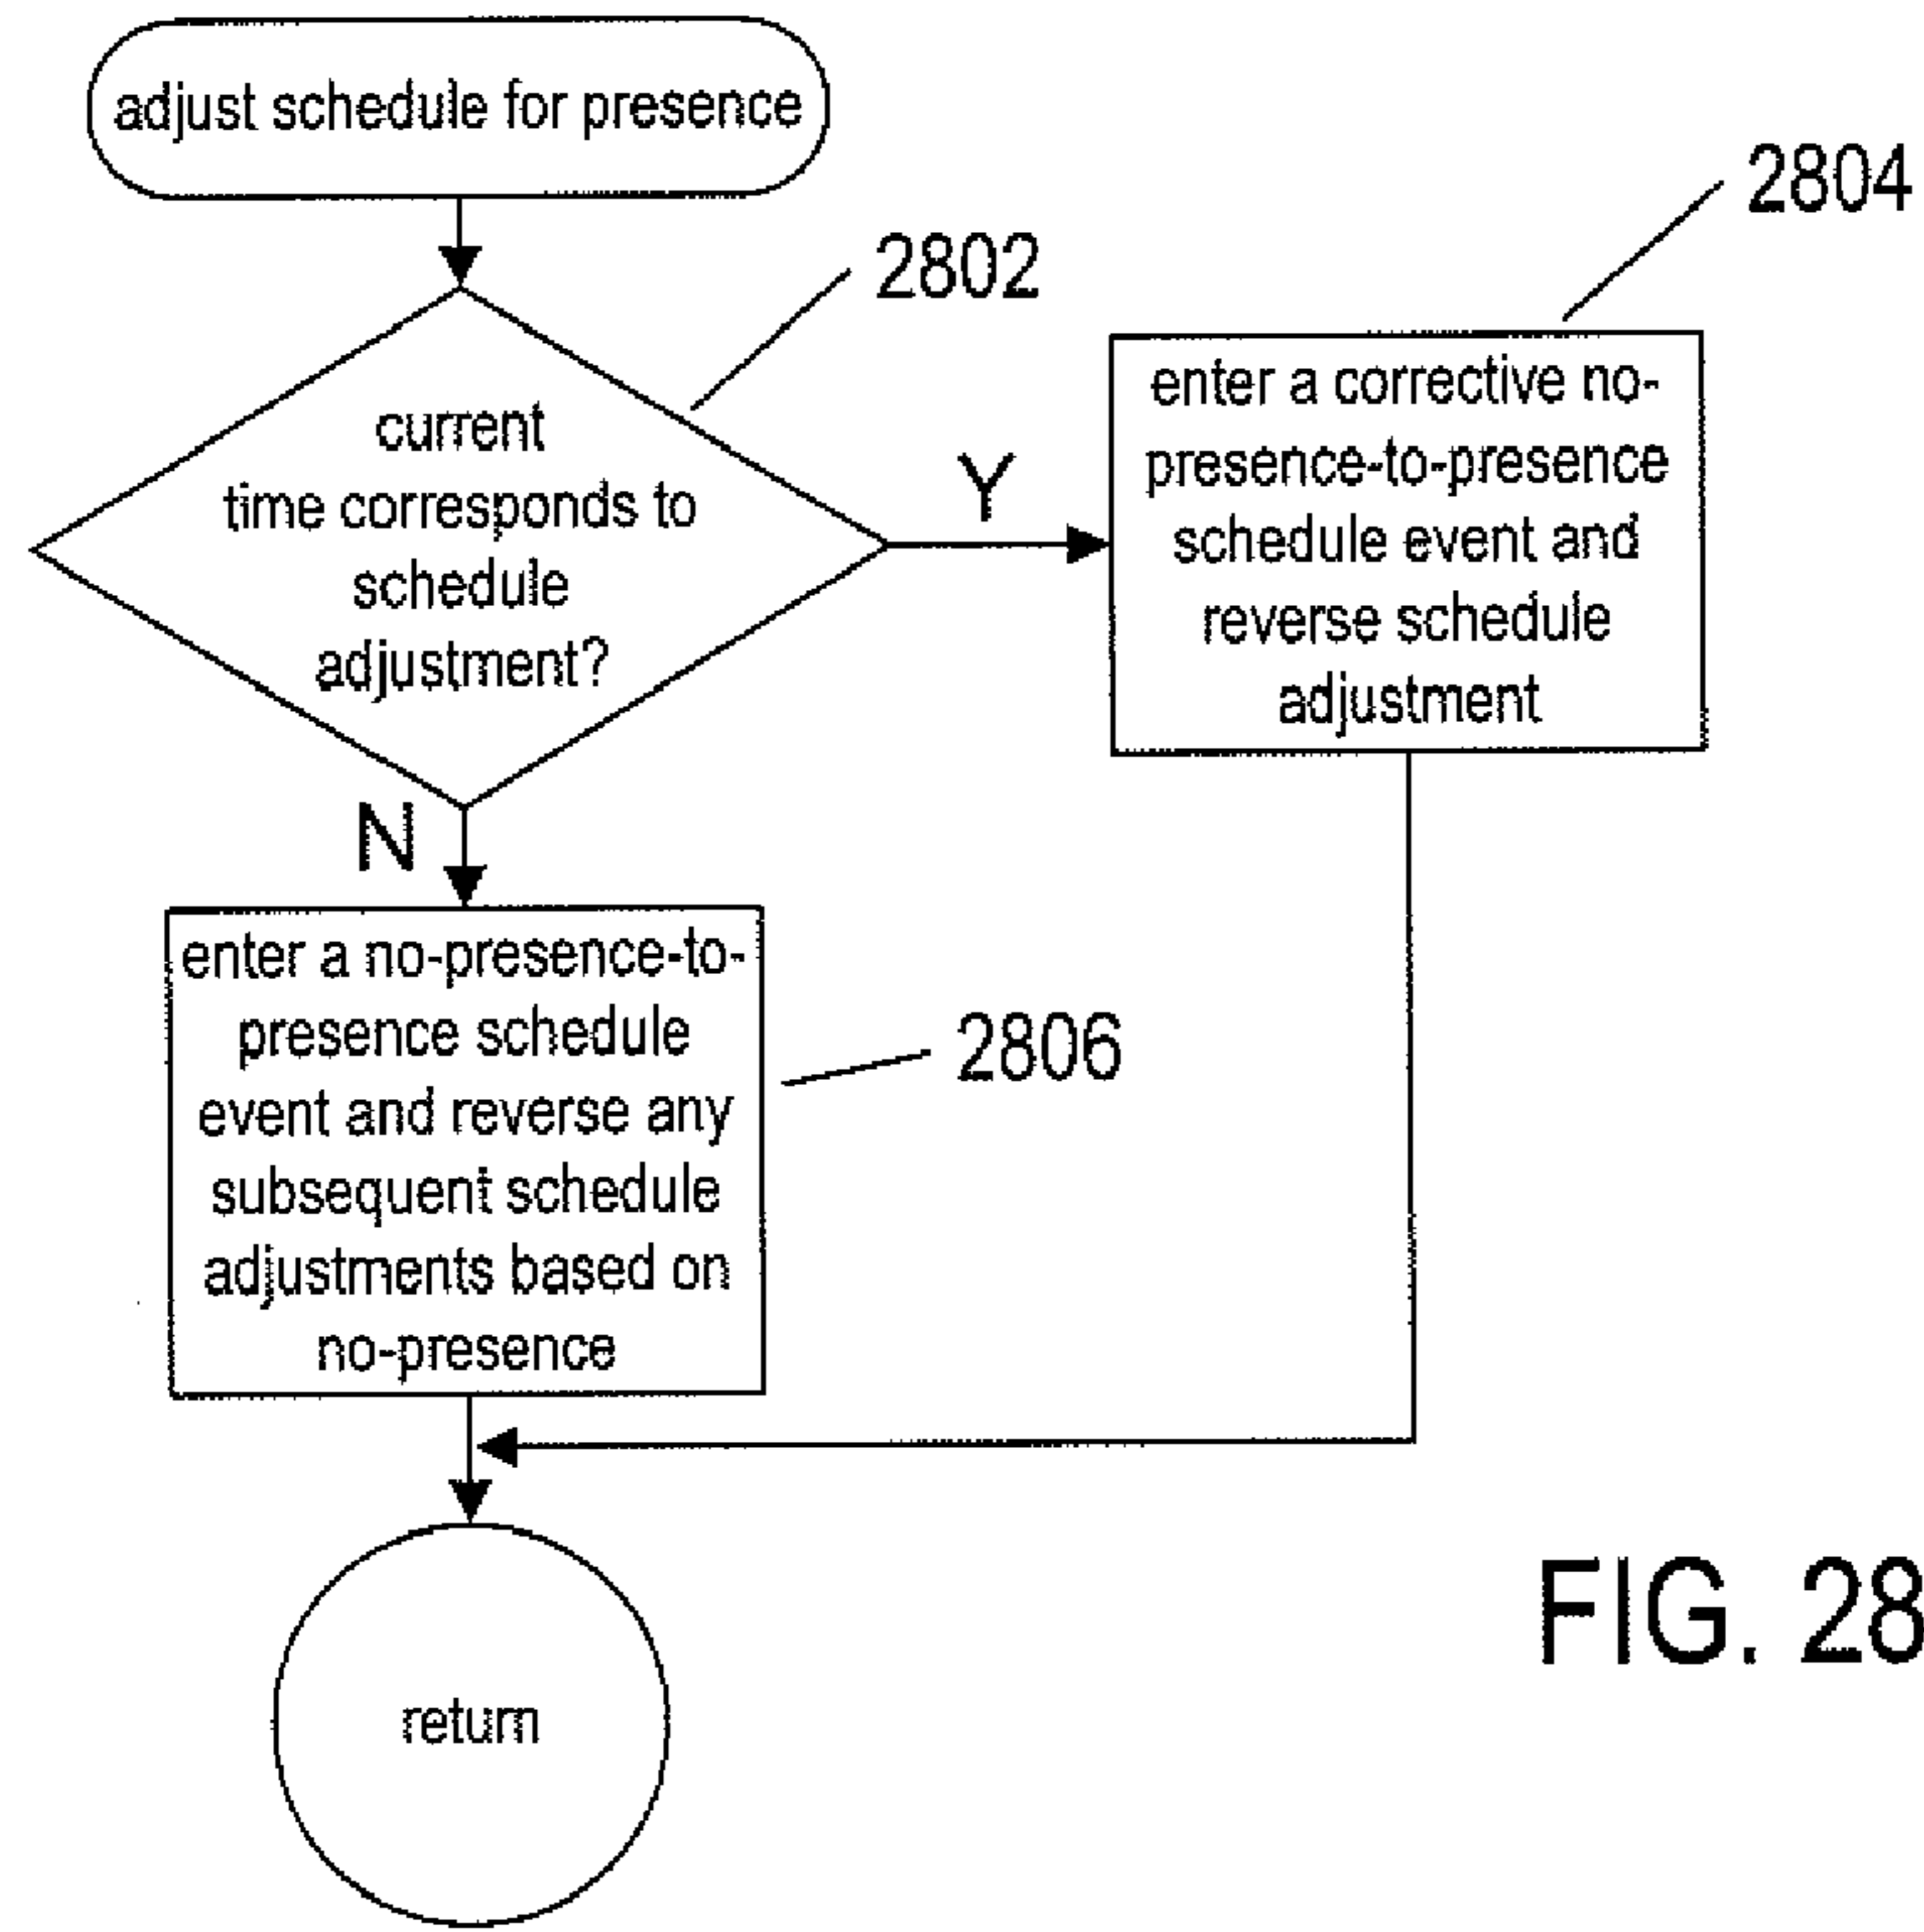 adjust schedule for presence
2802
2804
current
time corresponds to
schedule
adjustment?
Y
enter a corrective no-
presence-to-presence
schedule event and
reverse schedule
adjustment
N
enter a no-presence-to-
presence schedule
event and reverse any
subsequent schedule
adjustments based on
no-presence
2806
return
FIG. 28